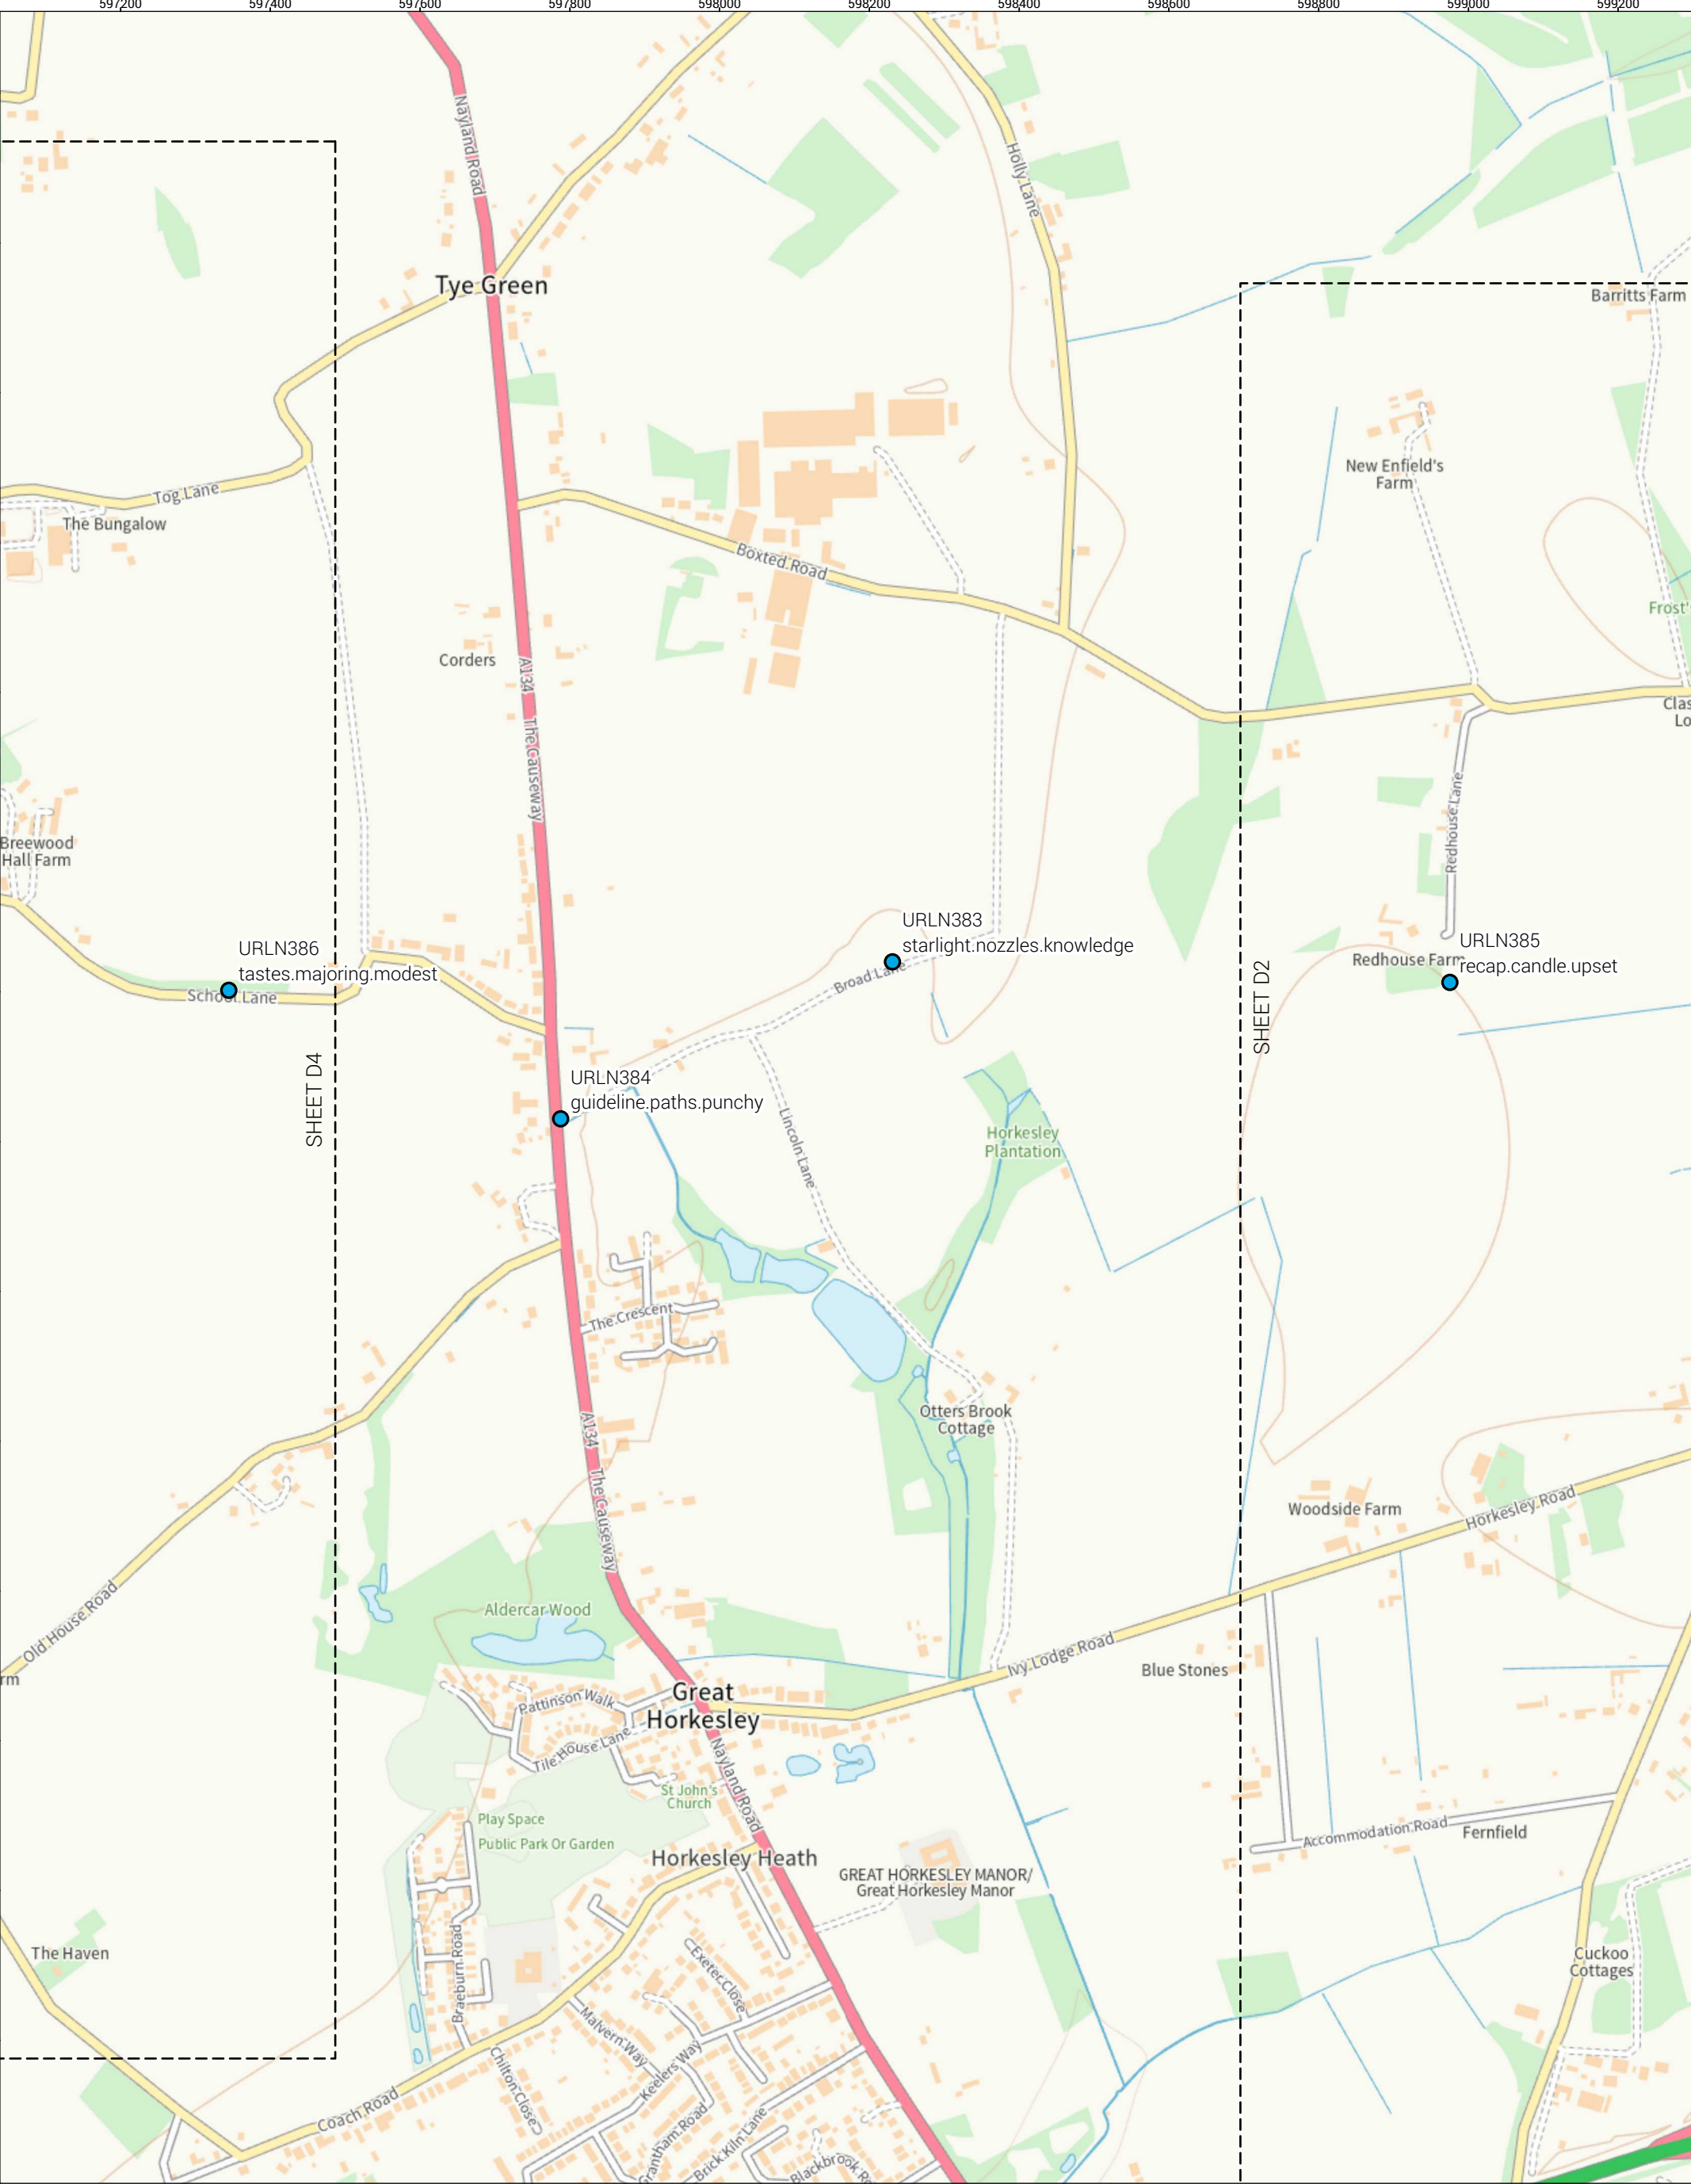 597200 597400 597600 597800 598000 598200 598400 598600 598800 599000 599200
Nayland Road
Holly Lane
Tye Green
Barritts Farm
New Enfield's
Farm
Tog Lane
The Bungalow
Boxted Road
Frost'
Corders
A134
The Causeway
Clas
Lo
Redhouse Lane
Breewood
Hall Farm
URLN383
starlight.nozzles.knowledge
URLN386
tastes.majoring.modest
School Lane
Broad Lane
URLN385
recap.candle.upset
Redhouse Farm
SHEET D2
SHEET D4
URLN384
guideline.paths.punchy
Lincoln Lane
Horkesley
Plantation
The Crescent
Otters Brook
Cottage
A134
The Causeway
Woodside Farm
Horkesley Road
Aldercar Wood
Old House Road
rm
Ivy Lodge Road
Blue Stones
Great
Horkesley
Pattinson Walk
Tile House Lane
Nayland Road
St John's
Church
Play Space
Public Park Or Garden
Accommodation Road
Fernfield
Horkesley Heath
GREAT HORKESLEY MANOR/
Great Horkesley Manor
The Haven
Braeburn Road
Exeter Close
Cuckoo
Cottages
Malvern Way
Keelers Way
Chilton Close
Coach Road
Grantham Road
Brick Kiln Lane
Blackbrook Ro